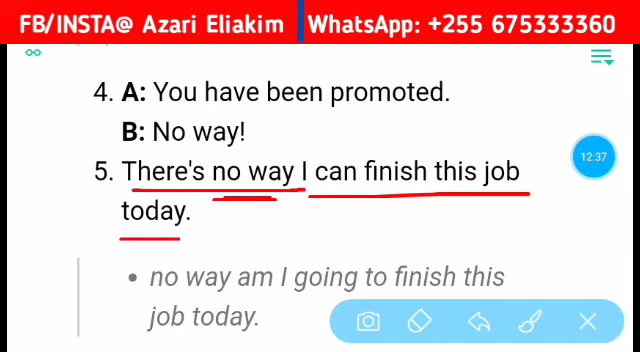 FB/INSTA@ Azari Eliakim WhatsApp: +255 675333360
4. A: You have been promoted.
B: No way!
12:37
5. There's no way I can finish this job
today.
• no way am I going to finish this
job today.